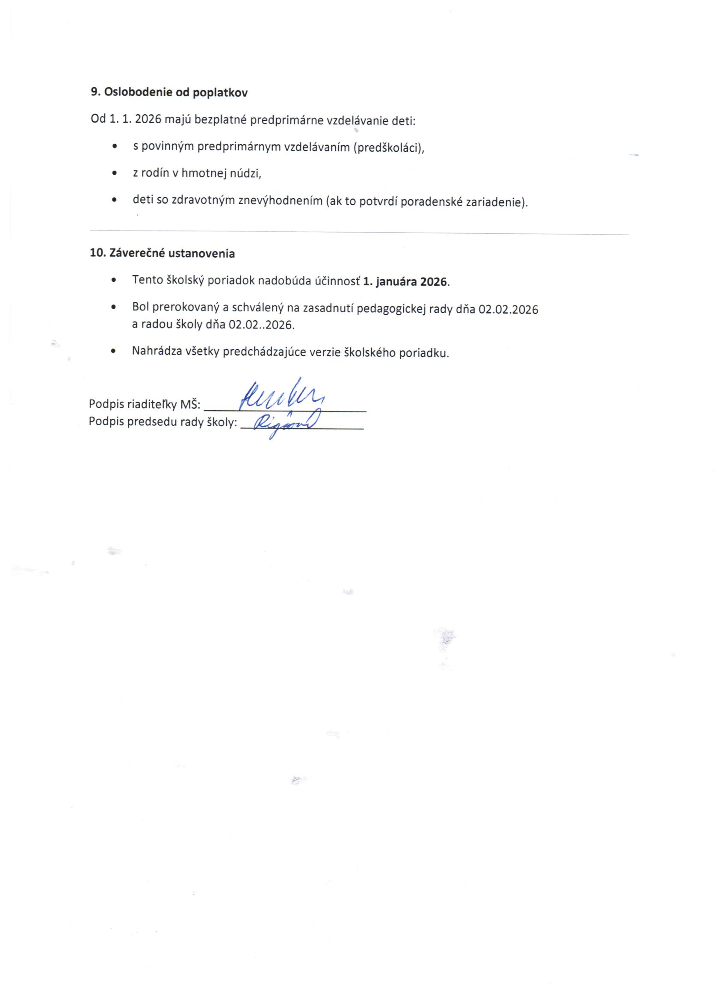 9. Oslobodenie od poplatkov
Od 1. 1. 2026 majú bezplatné predprimárne vzdelávanie deti:
• s povinným predprimárnym vzdelávaním (predškoláci),
• z rodín v hmotnej núdzi,
• deti so zdravotným znevýhodnením (ak to potvrdí poradenské zariadenie).
10. Záverečné ustanovenia
• Tento školský poriadok nadobúda účinnosť 1. januára 2026.
• Bol prerokovaný a schválený na zasadnutí pedagogickej rady dňa 02.02.2026
a radou školy dňa 02.02..2026.
• Nahrádza všetky predchádzajúce verzie školského poriadku.
Podpis riaditeľky MŠ:
Podpis predsedu rady školy: